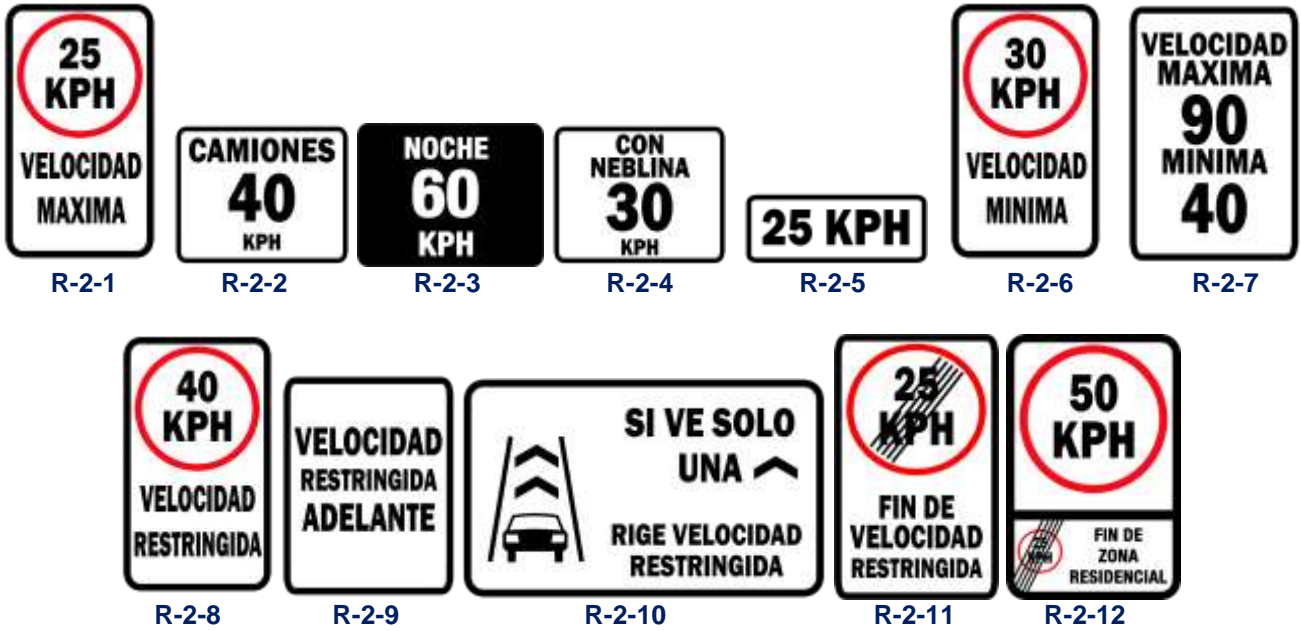 25
KPH
VELOCIDAD
MAXIMA
R-2-1
CAMIONES
40
KPH
R-2-2
NOCHE
60
KPH
R-2-3
CON
NEBLINA
30
KPH
R-2-4
25 KPH
R-2-5
30
KPH
VELOCIDAD
MINIMA
R-2-6
VELOCIDAD
MAXIMA
90
MINIMA
40
R-2-7
40
KPH
VELOCIDAD
RESTRINGIDA
R-2-8
VELOCIDAD
RESTRINGIDA
ADELANTE
R-2-9
SI VE SOLO
UNA
RIGE VELOCIDAD
RESTRINGIDA
R-2-10
25
KPH
FIN DE
VELOCIDAD
RESTRINGIDA
R-2-11
50
KPH
FIN DE
ZONA
RESIDENCIAL
R-2-12